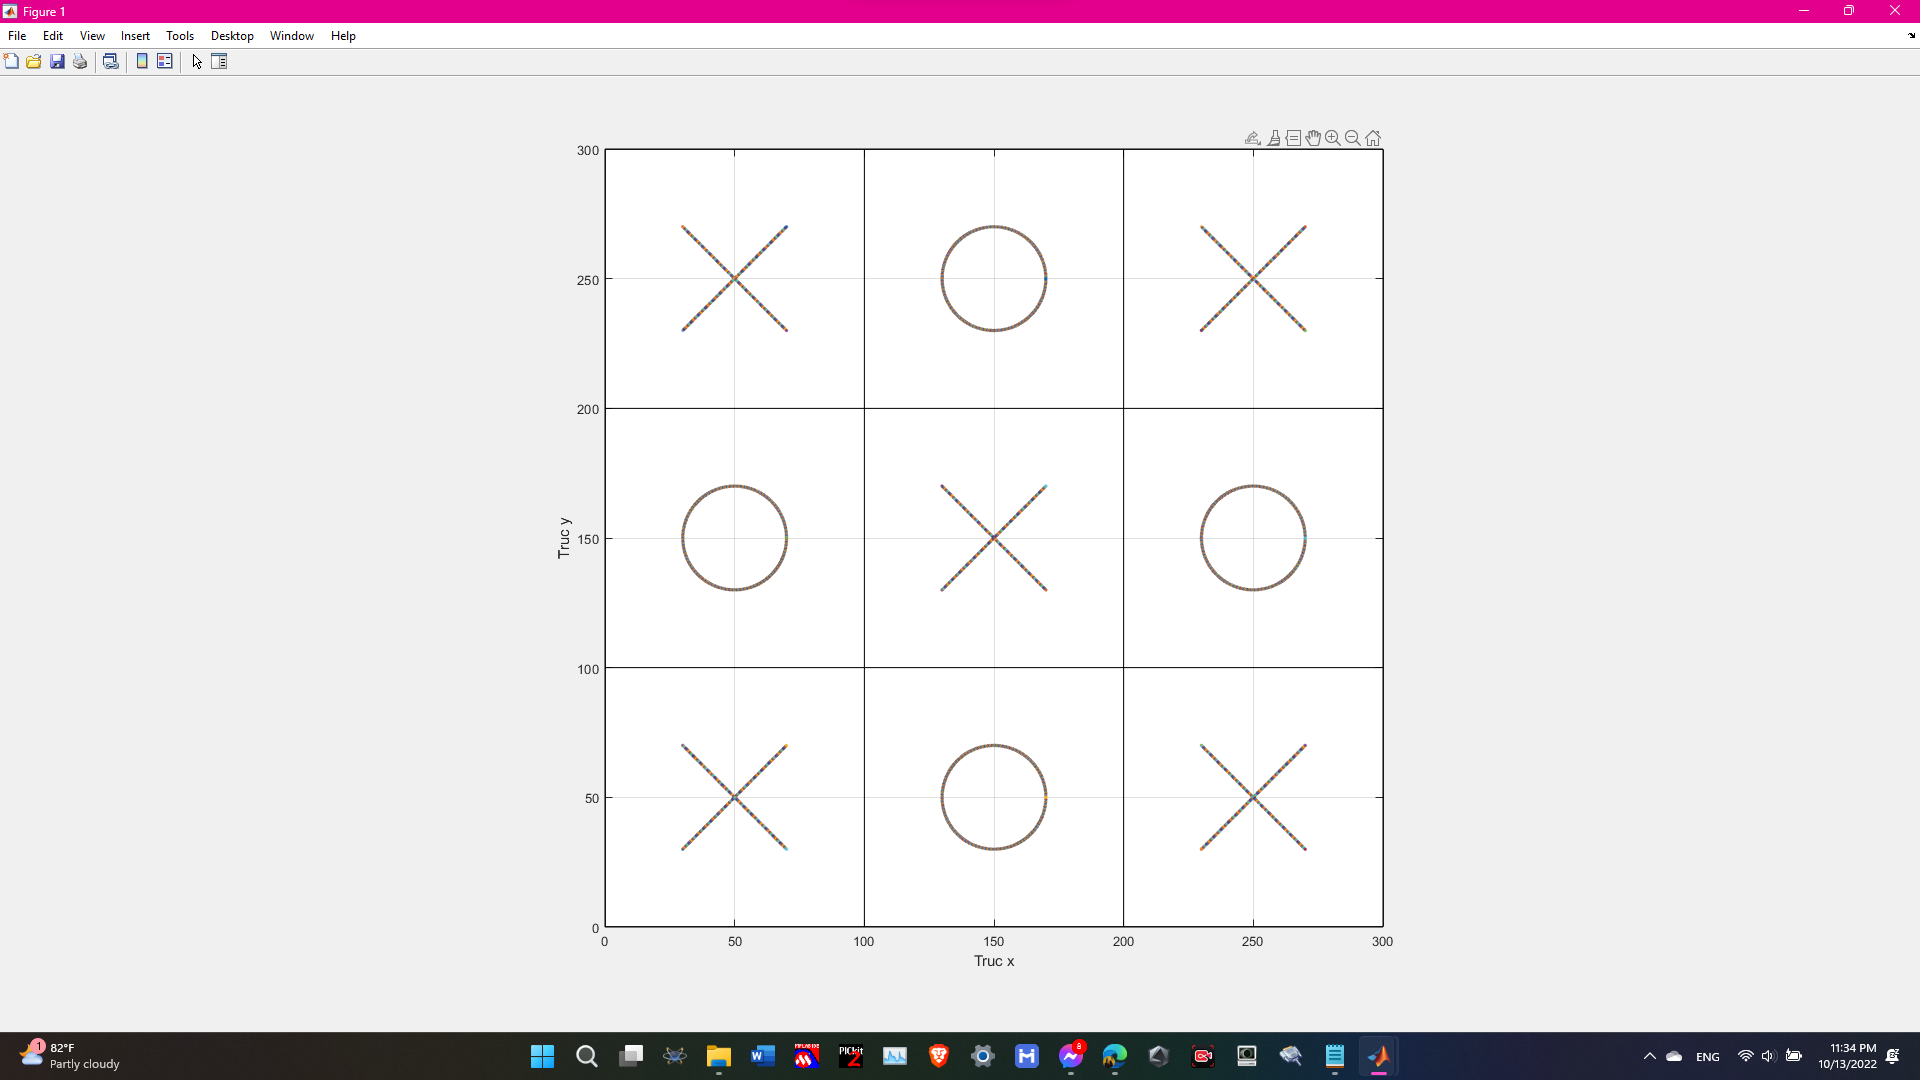 Figure 1
File Edit View Insert Tools Desktop Window Help
300
250
200
150
100
50
0
Truc y
0 50 100 150 200 250 300
Truc x
1
82°F
Partly cloudy
PICkit
2
8
ENG
11:34 PM
10/13/2022